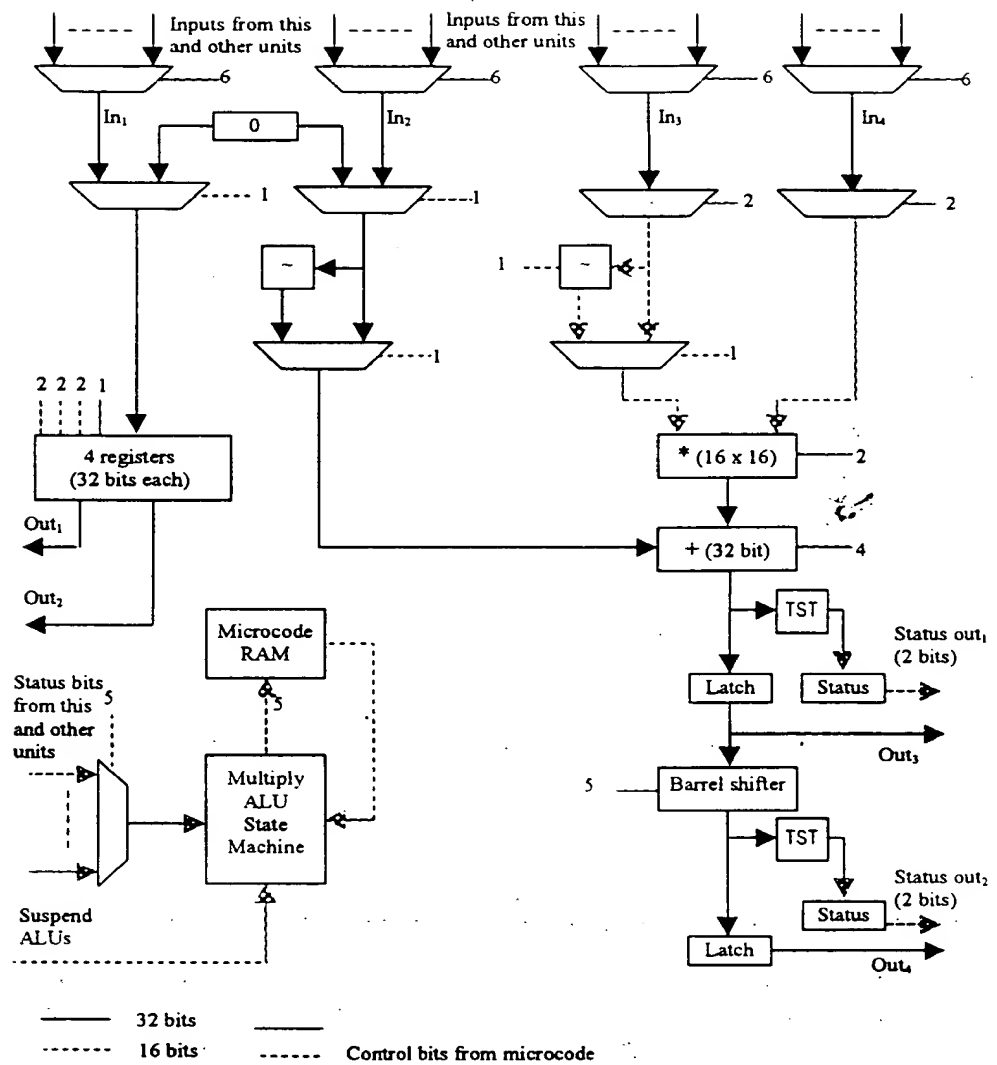 Inputs from this
and other units
Inputs from this
and other units
6
6
6
6
In₁
0
In₂
In₃
In₄
1
1
2
2
~
1
~
1
1
2 2 2 1
4 registers
(32 bits each)
* (16 x 16)
2
Out₁
+ (32 bit)
4
Out₂
Microcode
RAM
TST
Status out₁
(2 bits)
Status bits
from this
and other
units
5
5
Latch
Status
Out₃
Multiply
ALU
State
Machine
5
Barrel shifter
TST
Status out₂
(2 bits)
Suspend
ALUs
Status
Latch
Out₄
32 bits
16 bits
Control bits from microcode